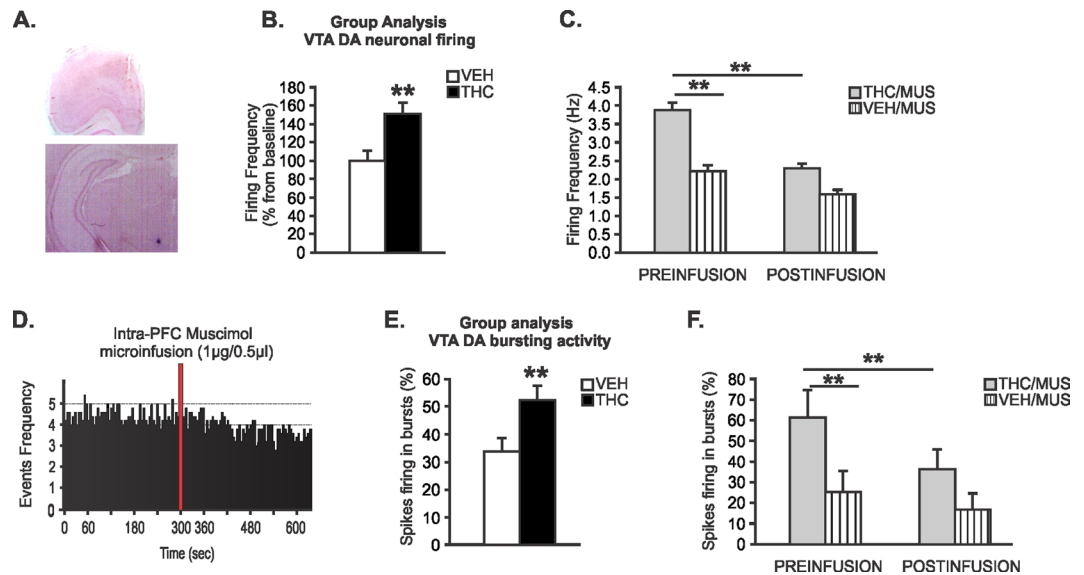 A.
B.
Group Analysis
VTA DA neuronal firing
VEH
THC
Firing Frequency
(% from baseline)
180
160
140
120
100
80
60
40
20
0
**
C.
THC/MUS
VEH/MUS
Firing Frequency (Hz)
4.5
4.0
3.5
3.0
2.5
2.0
1.5
1.0
0.5
0.0
**
**
PREINFUSION POSTINFUSION
D.
Intra-PFC Muscimol
microinfusion (1µg/0.5µl)
Events Frequency
5
4
3
2
1
0
0 60 180 300 360 480 600
Time (sec)
E.
Group analysis
VTA DA bursting activity
VEH
THC
Spikes firing in bursts (%)
60
50
40
30
20
10
0
**
F.
THC/MUS
VEH/MUS
Spikes firing in bursts (%)
80
70
60
50
40
30
20
10
0
**
**
PREINFUSION POSTINFUSION